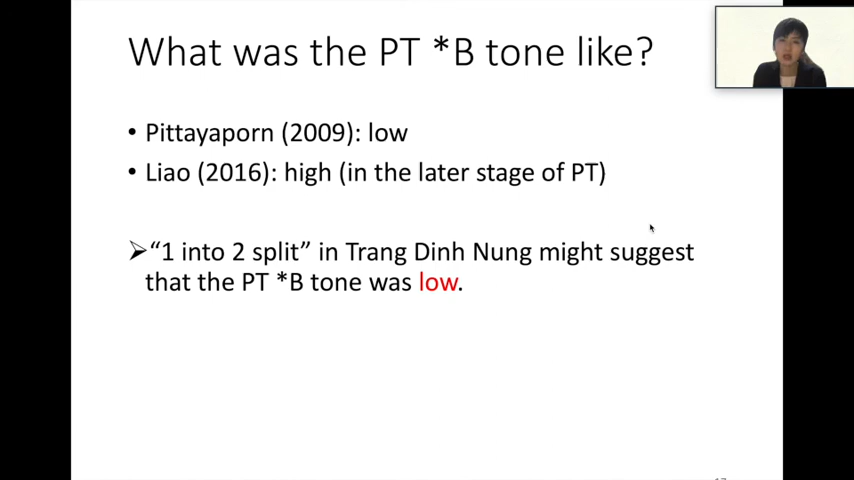 What was the PT *B tone like?
• Pittayaporn (2009): low
• Liao (2016): high (in the later stage of PT)
➢“1 into 2 split” in Trang Dinh Nung might suggest
that the PT *B tone was low.